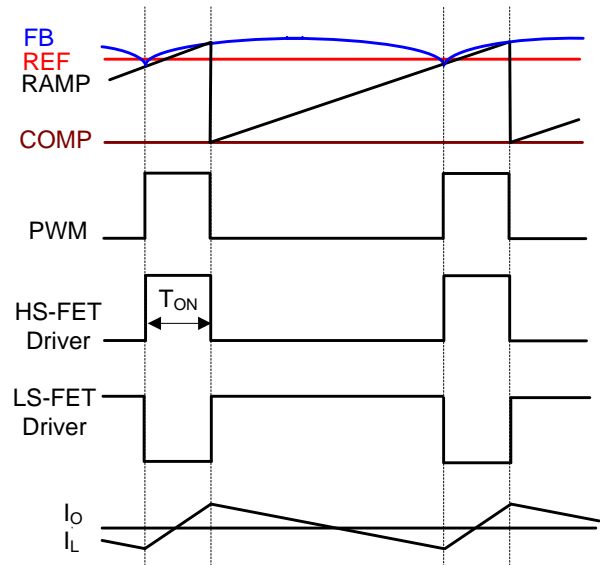 FB
REF
RAMP
COMP
PWM
HS-FET
Driver
TON
LS-FET
Driver
IO
IL